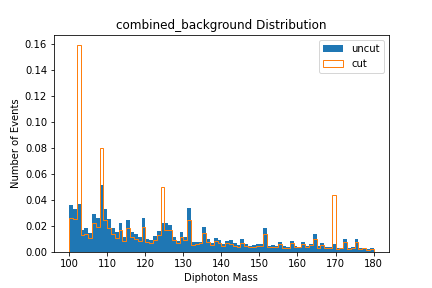 combined_background Distribution
uncut
cut
Number of Events
0.16
0.14
0.12
0.10
0.08
0.06
0.04
0.02
0.00
100 110 120 130 140 150 160 170 180
Diphoton Mass